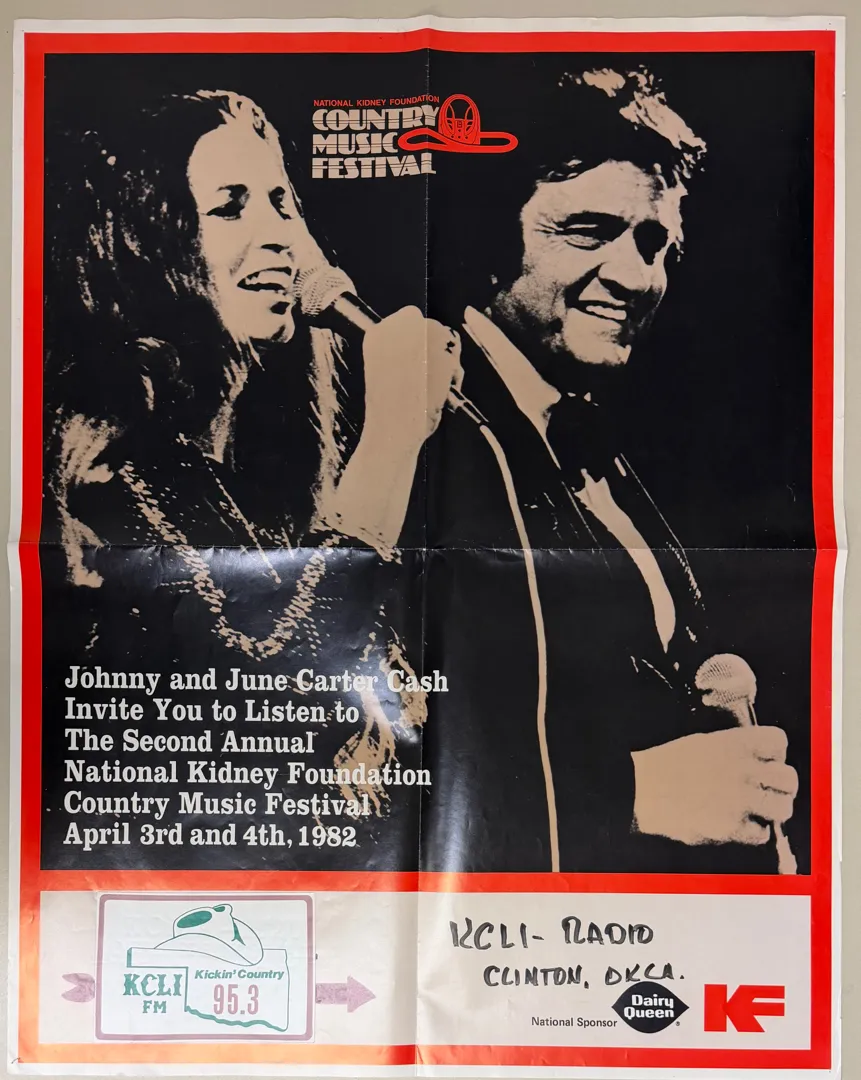 NATIONAL KIDNEY FOUNDATION
COUNTRY
MUSIC
FESTIVAL
Johnny and June Carter Cash
Invite You to Listen to
The Second Annual
National Kidney Foundation
Country Music Festival
April 3rd and 4th, 1982
KCLI
FM
Kickin' Country
95.3
KCLI- RADIO
CLINTON, OKLA.
National Sponsor
Dairy
Queen®
KF